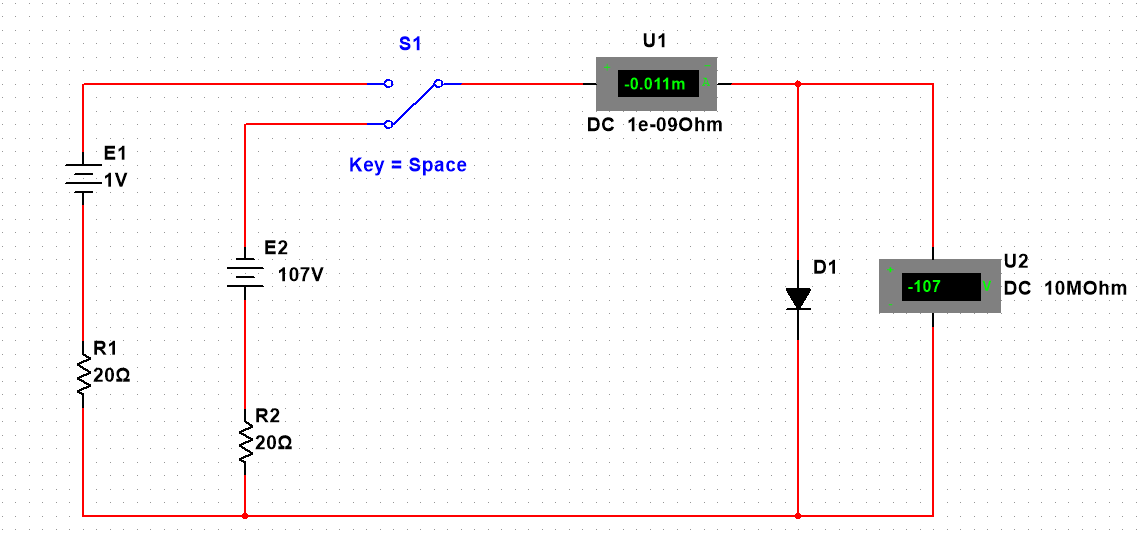 S1
U1
+
−
-0.011m
A
DC 1e-09Ohm
E1
1V
Key = Space
E2
107V
D1
+
-
-107
V
U2
DC 10MOhm
R1
20Ω
R2
20Ω